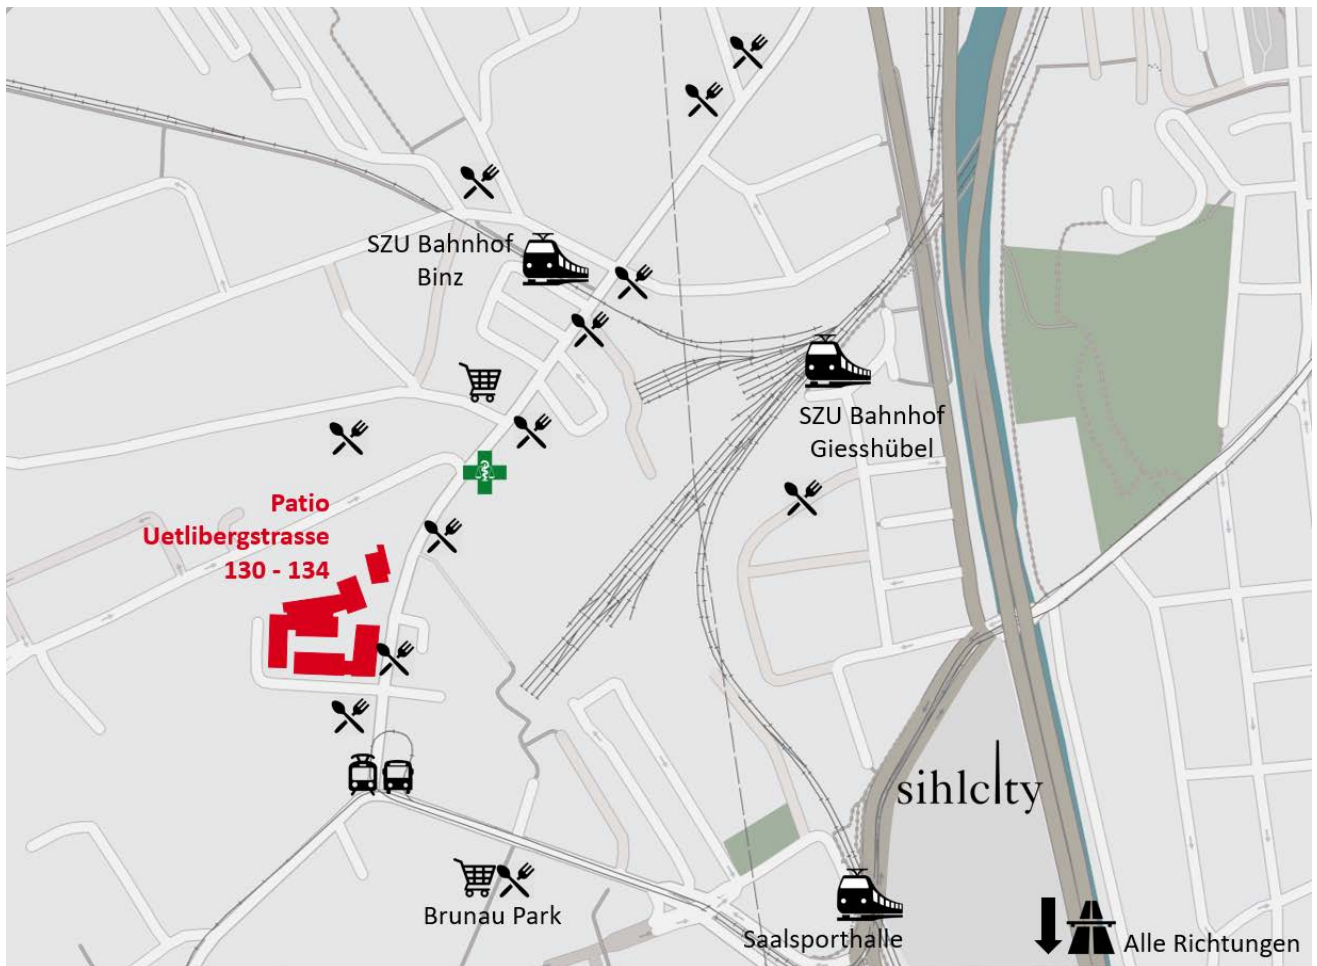 SZU Bahnhof
Binz
SZU Bahnhof
Giesshübel
Patio
Uetlibergstrasse
130 - 134
sihlcity
Brunau Park
Saalsporthalle
Alle Richtungen